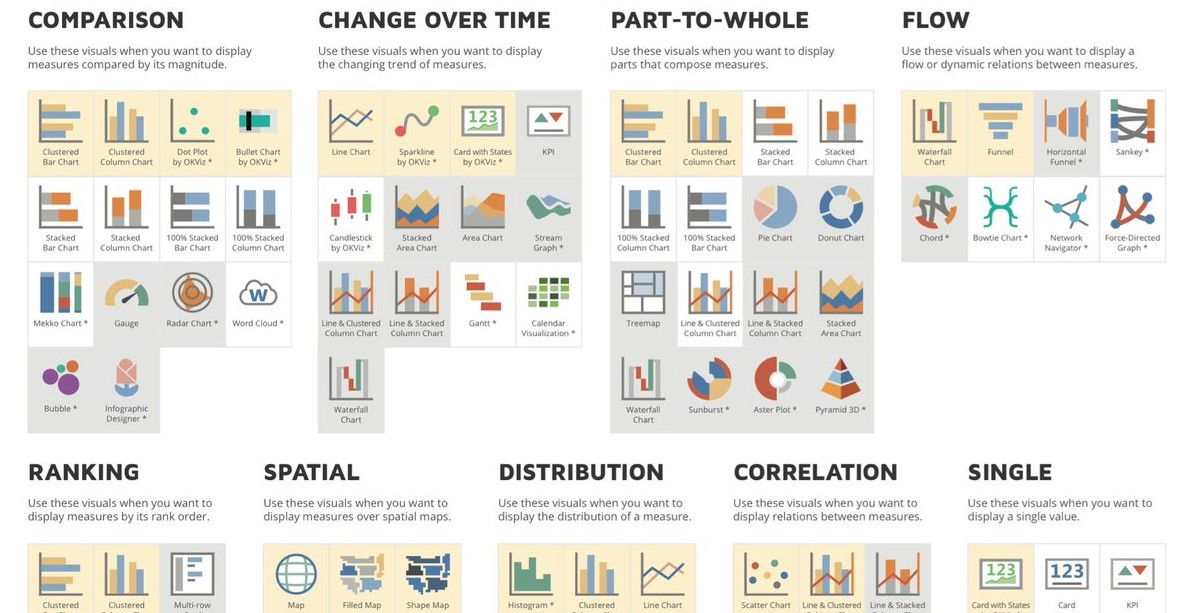 COMPARISON
Use these visuals when you want to display
measures compared by its magnitude.
Clustered
Bar Chart
Clustered
Column Chart
Dot Plot
by OKViz *
Bullet Chart
by OKViz *
Stacked
Bar Chart
Stacked
Column Chart
100% Stacked
Bar Chart
100% Stacked
Column Chart
Mekko Chart *
Gauge
Radar Chart *
W
Word Cloud *
Bubble *
Infographic
Designer *
CHANGE OVER TIME
Use these visuals when you want to display
the changing trend of measures.
Line Chart
Sparkline
by OKViz *
123
Card with States
by OKViz *
KPI
Candlestick
by OKViz *
Stacked
Area Chart
Area Chart
Stream
Graph *
Line & Clustered
Column Chart
Line & Stacked
Column Chart
Gantt *
Calendar
Visualization *
Waterfall
Chart
PART-TO-WHOLE
Use these visuals when you want to display
parts that compose measures.
Clustered
Bar Chart
Clustered
Column Chart
Stacked
Bar Chart
Stacked
Column Chart
100% Stacked
Column Chart
100% Stacked
Bar Chart
Pie Chart
Donut Chart
Treemap
Line & Clustered
Column Chart
Line & Stacked
Column Chart
Stacked
Area Chart
Waterfall
Chart
Sunburst *
Aster Plot *
Pyramid 3D *
FLOW
Use these visuals when you want to display a
flow or dynamic relations between measures.
Waterfall
Chart
Funnel
Horizontal
Funnel *
Sankey *
Chord *
Bowtie Chart *
Network
Navigator *
Force-Directed
Graph *
RANKING
Use these visuals when you want to
display measures by its rank order.
Clustered
Clustered
Multi-row
SPATIAL
Use these visuals when you want to
display measures over spatial maps.
Map
Filled Map
Shape Map
DISTRIBUTION
Use these visuals when you want to
display the distribution of a measure.
Histogram *
Clustered
Line Chart
CORRELATION
Use these visuals when you want to
display relations between measures.
Scatter Chart
Line & Clustered
Line & Stacked
SINGLE
Use these visuals when you want to
display a single value.
123
Card with States
123
Card
KPI